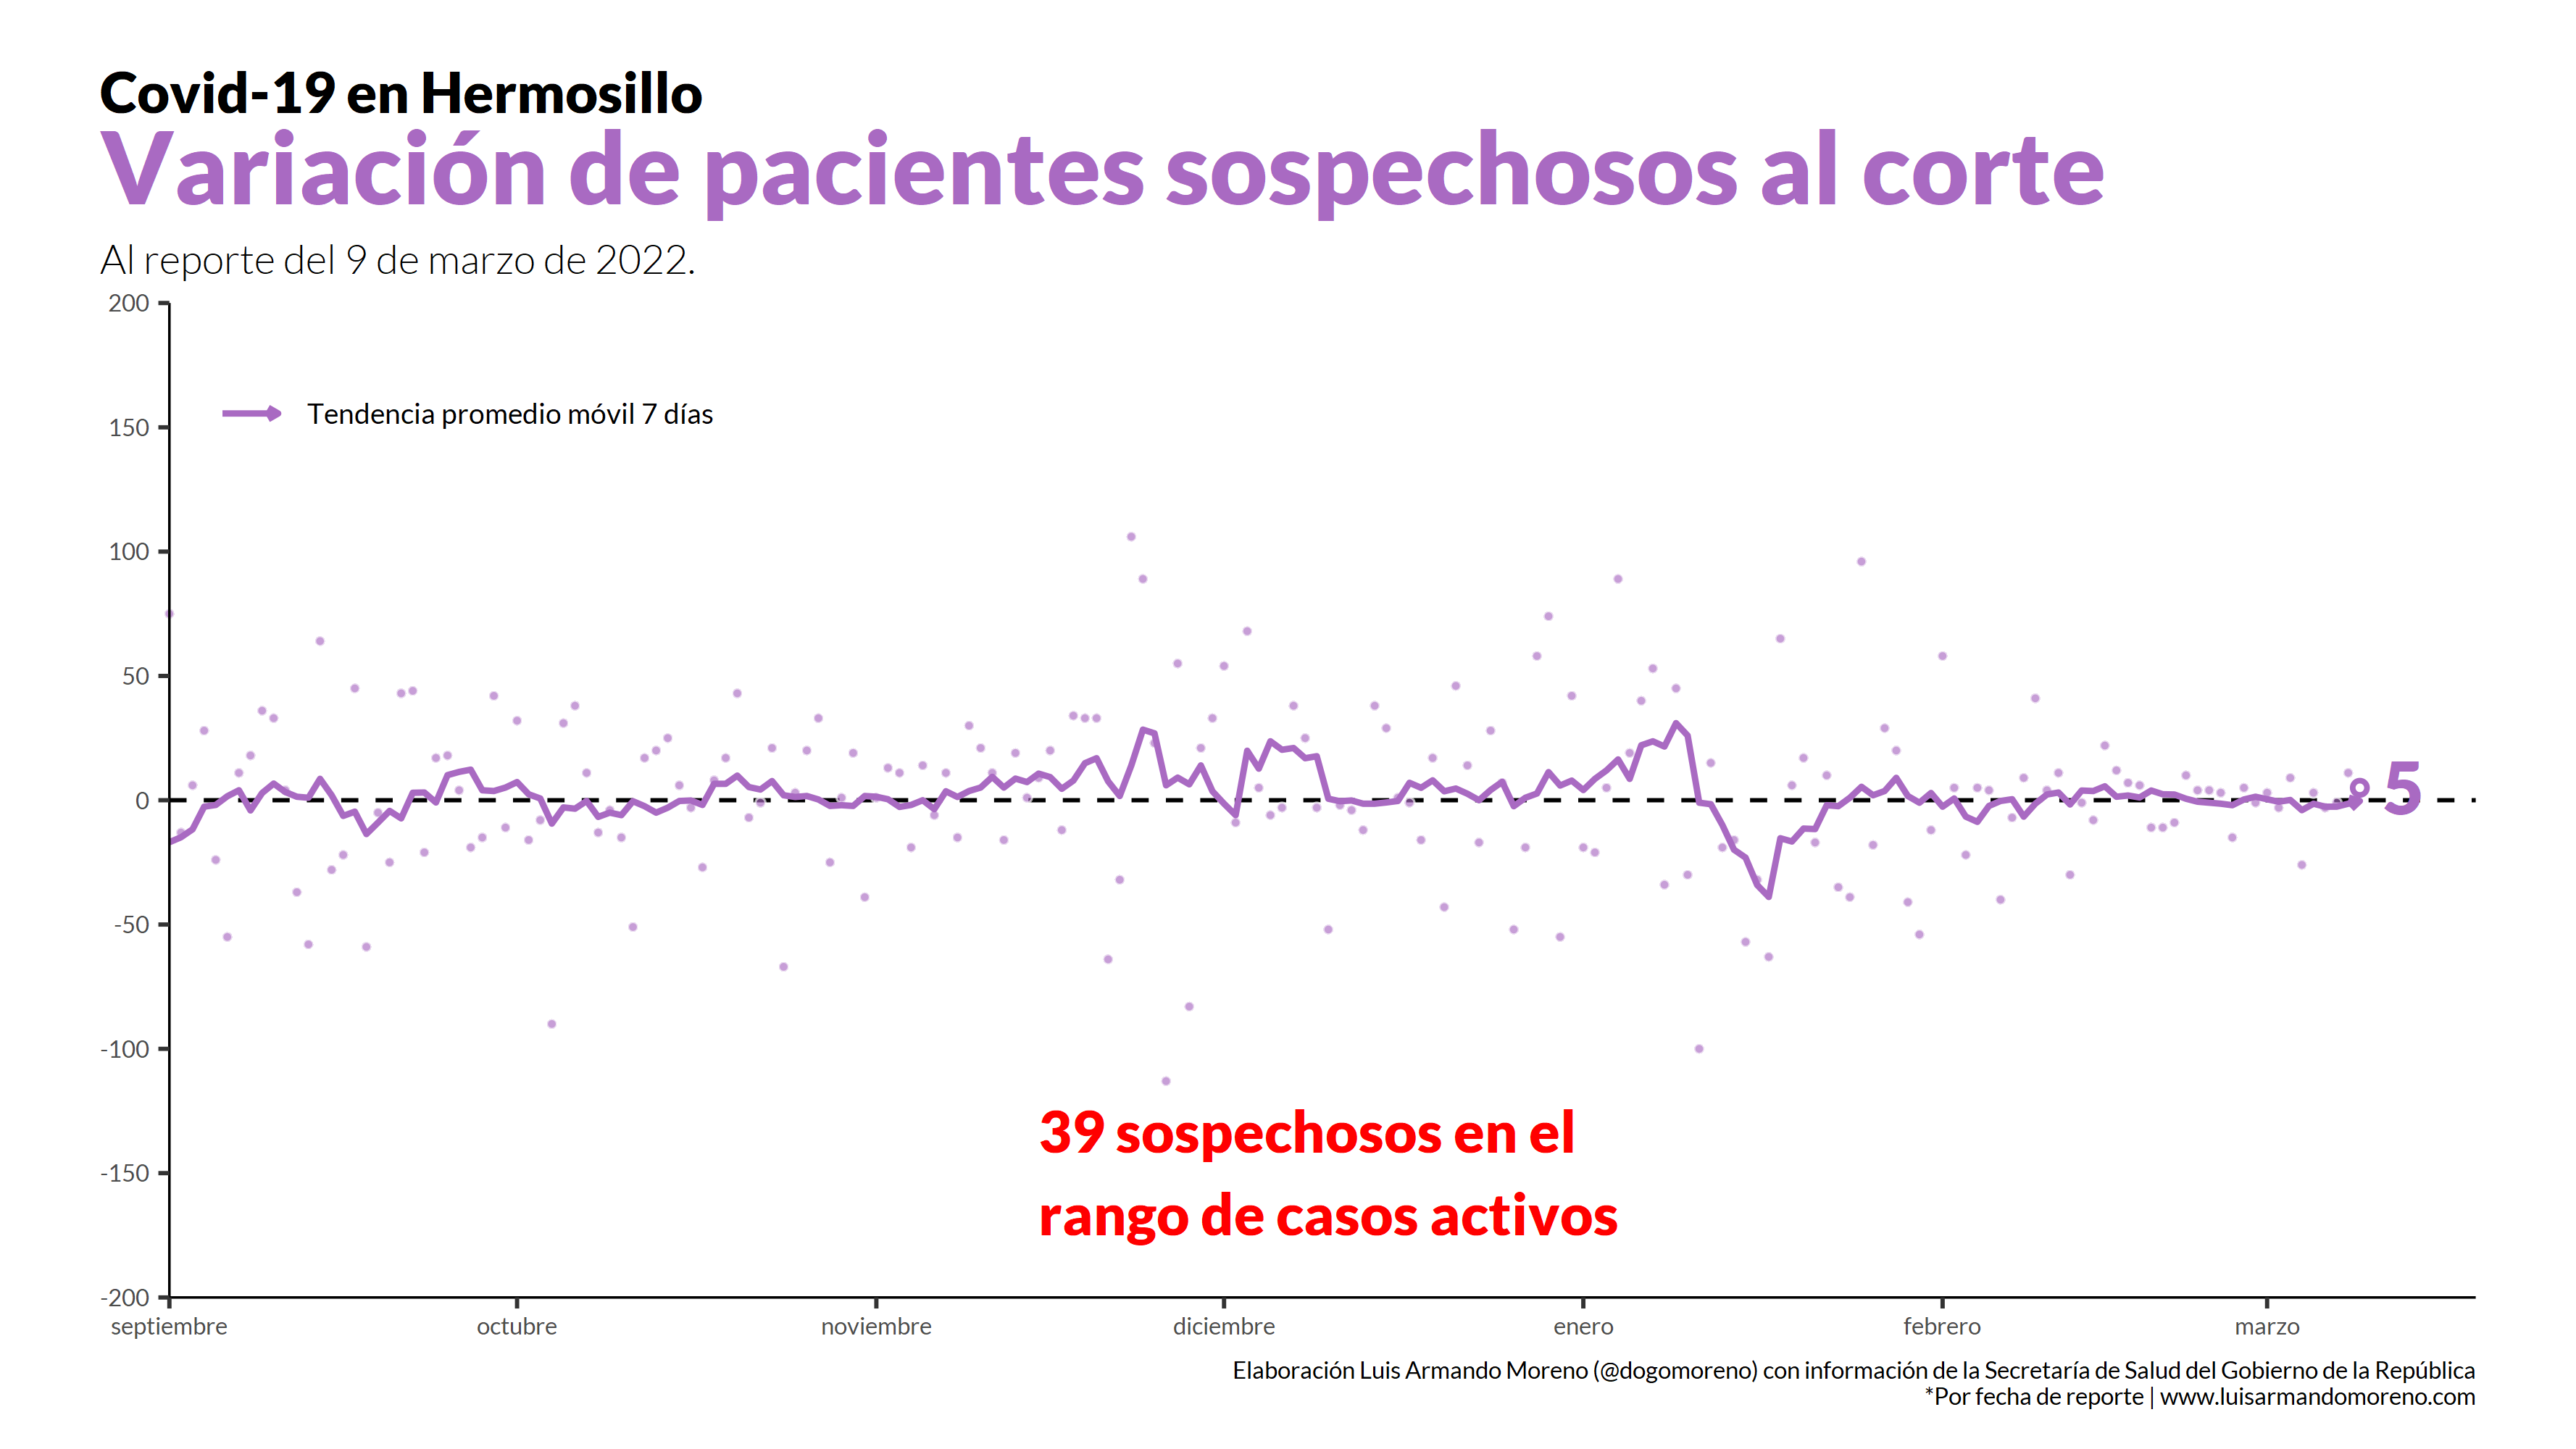 Covid-19 en Hermosillo
Variación de pacientes sospechosos al corte
Al reporte del 9 de marzo de 2022.
200
Tendencia promedio móvil 7 días
150
100
50
0
5
-50
-100
39 sospechosos en el
-150
rango de casos activos
-200
septiembre octubre noviembre diciembre enero febrero marzo
Elaboración Luis Armando Moreno (@dogomoreno) con información de la Secretaría de Salud del Gobierno de la República
*Por fecha de reporte | www.luisarmandomoreno.com